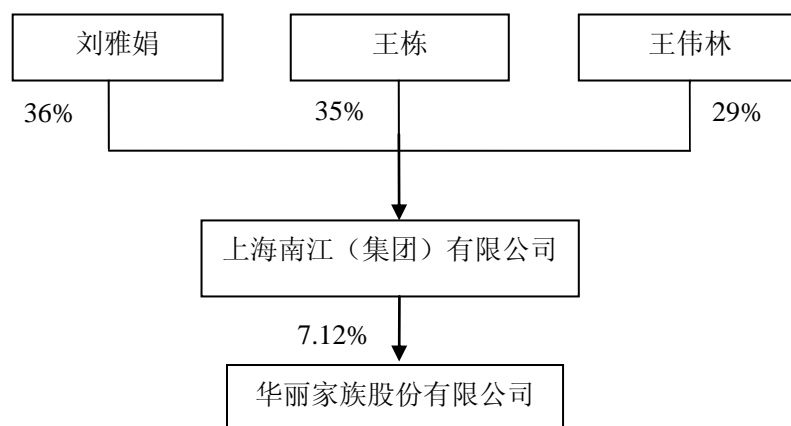 刘雅娟
王栋
王伟林
36%
35%
29%
上海南江（集团）有限公司
7.12%
华丽家族股份有限公司